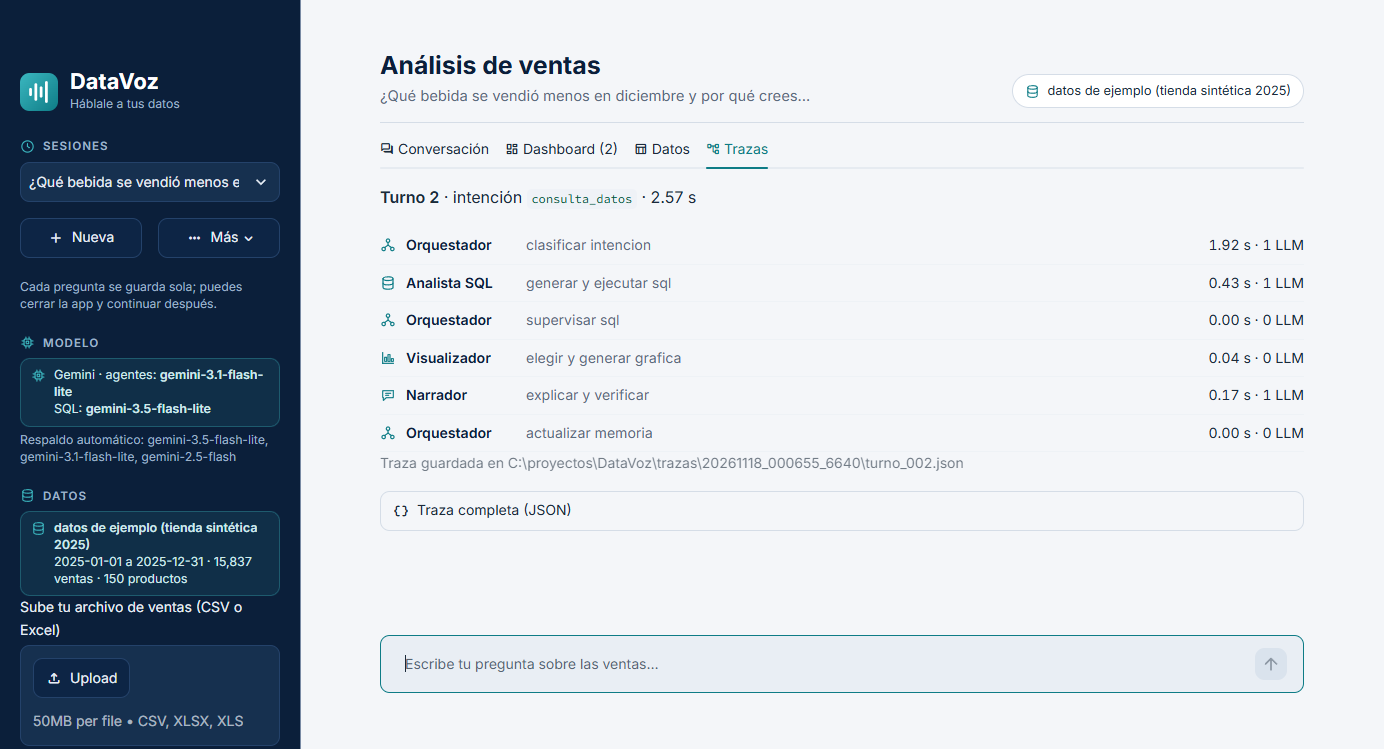 DataVoz
Háblale a tus datos
SESIONES
¿Qué bebida se vendió menos e
Nueva
Más
Cada pregunta se guarda sola; puedes
cerrar la app y continuar después.
MODELO
Gemini · agentes: gemini-3.1-flash-
lite
SQL: gemini-3.5-flash-lite
Respaldo automático: gemini-3.5-flash-lite,
gemini-3.1-flash-lite, gemini-2.5-flash
DATOS
datos de ejemplo (tienda sintética
2025)
2025-01-01 a 2025-12-31 · 15,837
ventas · 150 productos
Sube tu archivo de ventas (CSV o
Excel)
Upload
50MB per file • CSV, XLSX, XLS
Análisis de ventas
¿Qué bebida se vendió menos en diciembre y por qué crees...
datos de ejemplo (tienda sintética 2025)
Conversación Dashboard (2) Datos Trazas
Turno 2 · intención consulta_datos · 2.57 s
Orquestador clasificar intencion 1.92 s · 1 LLM
Analista SQL generar y ejecutar sql 0.43 s · 1 LLM
Orquestador supervisar sql 0.00 s · 0 LLM
Visualizador elegir y generar grafica 0.04 s · 0 LLM
Narrador explicar y verificar 0.17 s · 1 LLM
Orquestador actualizar memoria 0.00 s · 0 LLM
Traza guardada en C:\proyectos\DataVoz\trazas\20261118_000655_6640\turno_002.json
{} Traza completa (JSON)
Escribe tu pregunta sobre las ventas...